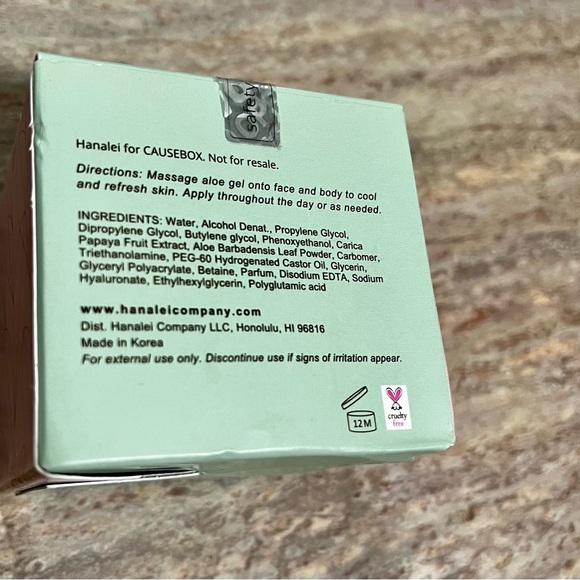 safety
Hanalei for CAUSEBOX. Not for resale.
Directions: Massage aloe gel onto face and body to cool
and refresh skin. Apply throughout the day or as needed.
INGREDIENTS: Water, Alcohol Denat., Propylene Glycol,
Dipropylene Glycol, Butylene glycol, Phenoxyethanol, Carica
Papaya Fruit Extract, Aloe Barbadensis Leaf Powder, Carbomer,
Triethanolamine, PEG-60 Hydrogenated Castor Oil, Glycerin,
Glyceryl Polyacrylate, Betaine, Parfum, Disodium EDTA, Sodium
Hyaluronate, Ethylhexylglycerin, Polyglutamic acid
www.hanaleicompany.com
Dist. Hanalei Company LLC, Honolulu, HI 96816
Made in Korea
For external use only. Discontinue use if signs of irritation appear.
12M
cruelty
free